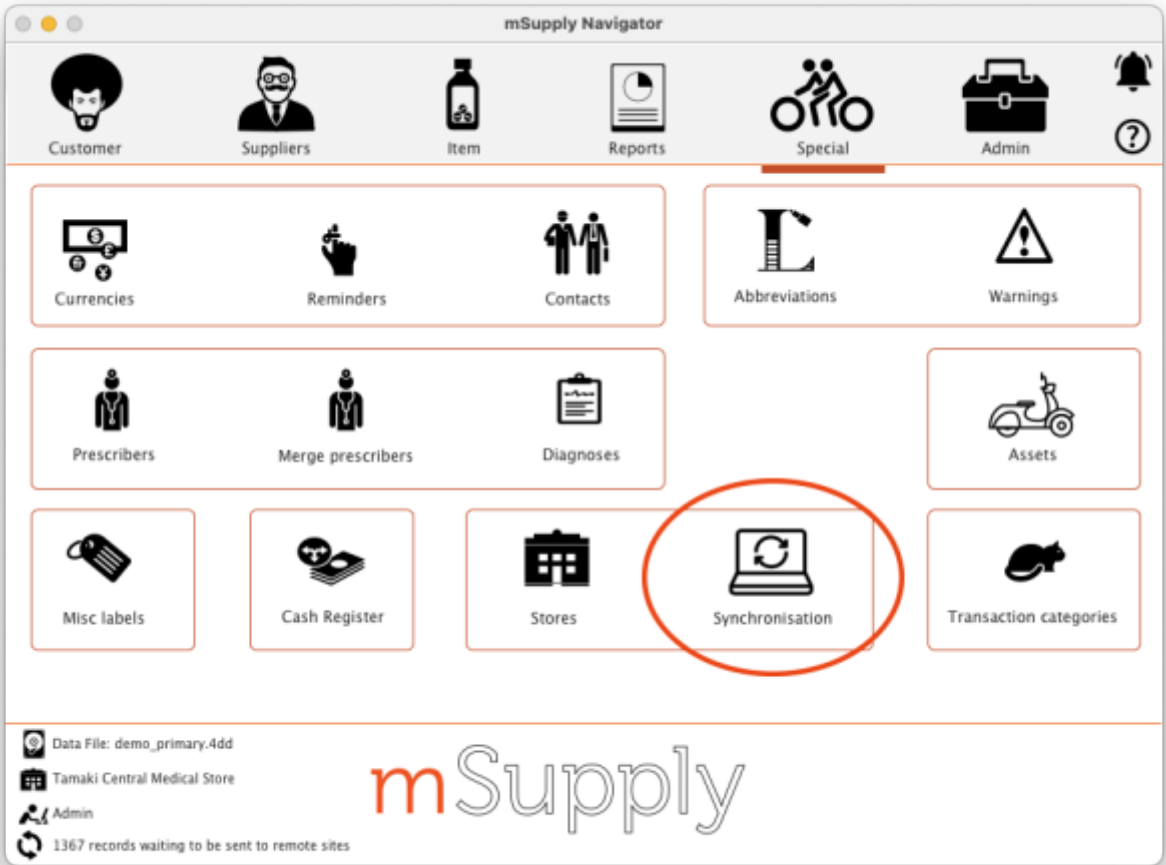 mSupply Navigator
Customer
Suppliers
Item
Reports
Special
Admin
?
Currencies
Reminders
Contacts
Abbreviations
Warnings
Prescribers
Merge prescribers
Diagnoses
Assets
Misc labels
Cash Register
Stores
Synchronisation
Transaction categories
Data File: demo_primary.4dd
Tamaki Central Medical Store
Admin
1367 records waiting to be sent to remote sites
mSupply